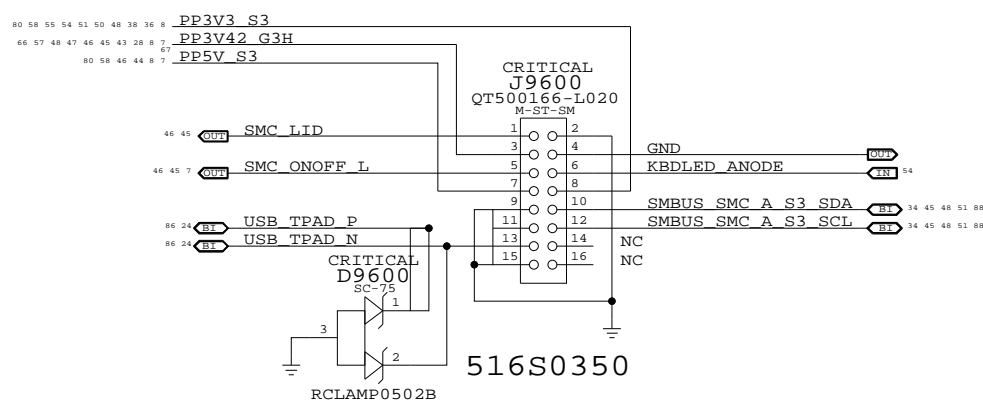 80 58 55 54 51 50 48 38 36 8 PP3V3_S3
66 57 48 47 46 45 43 28 8 7 PP3V42_G3H
67
80 58 46 44 8 7 PP5V_S3
CRITICAL
J9600
QT500166-L020
M-ST-SM
46 45 OUT SMC_LID 1 2
3 4 GND OUT
46 45 7 OUT SMC_ONOFF_L 5 6 KBDLED_ANODE IN 54
7 8
9 10 SMBUS_SMC_A_S3_SDA BI 34 45 48 51 88
86 24 BI USB_TPAD_P 11 12 SMBUS_SMC_A_S3_SCL BI 34 45 48 51 88
86 24 BI USB_TPAD_N 13 14 NC
15 16 NC
CRITICAL
D9600
SC-75
1
3
2
516S0350
RCLAMP0502B